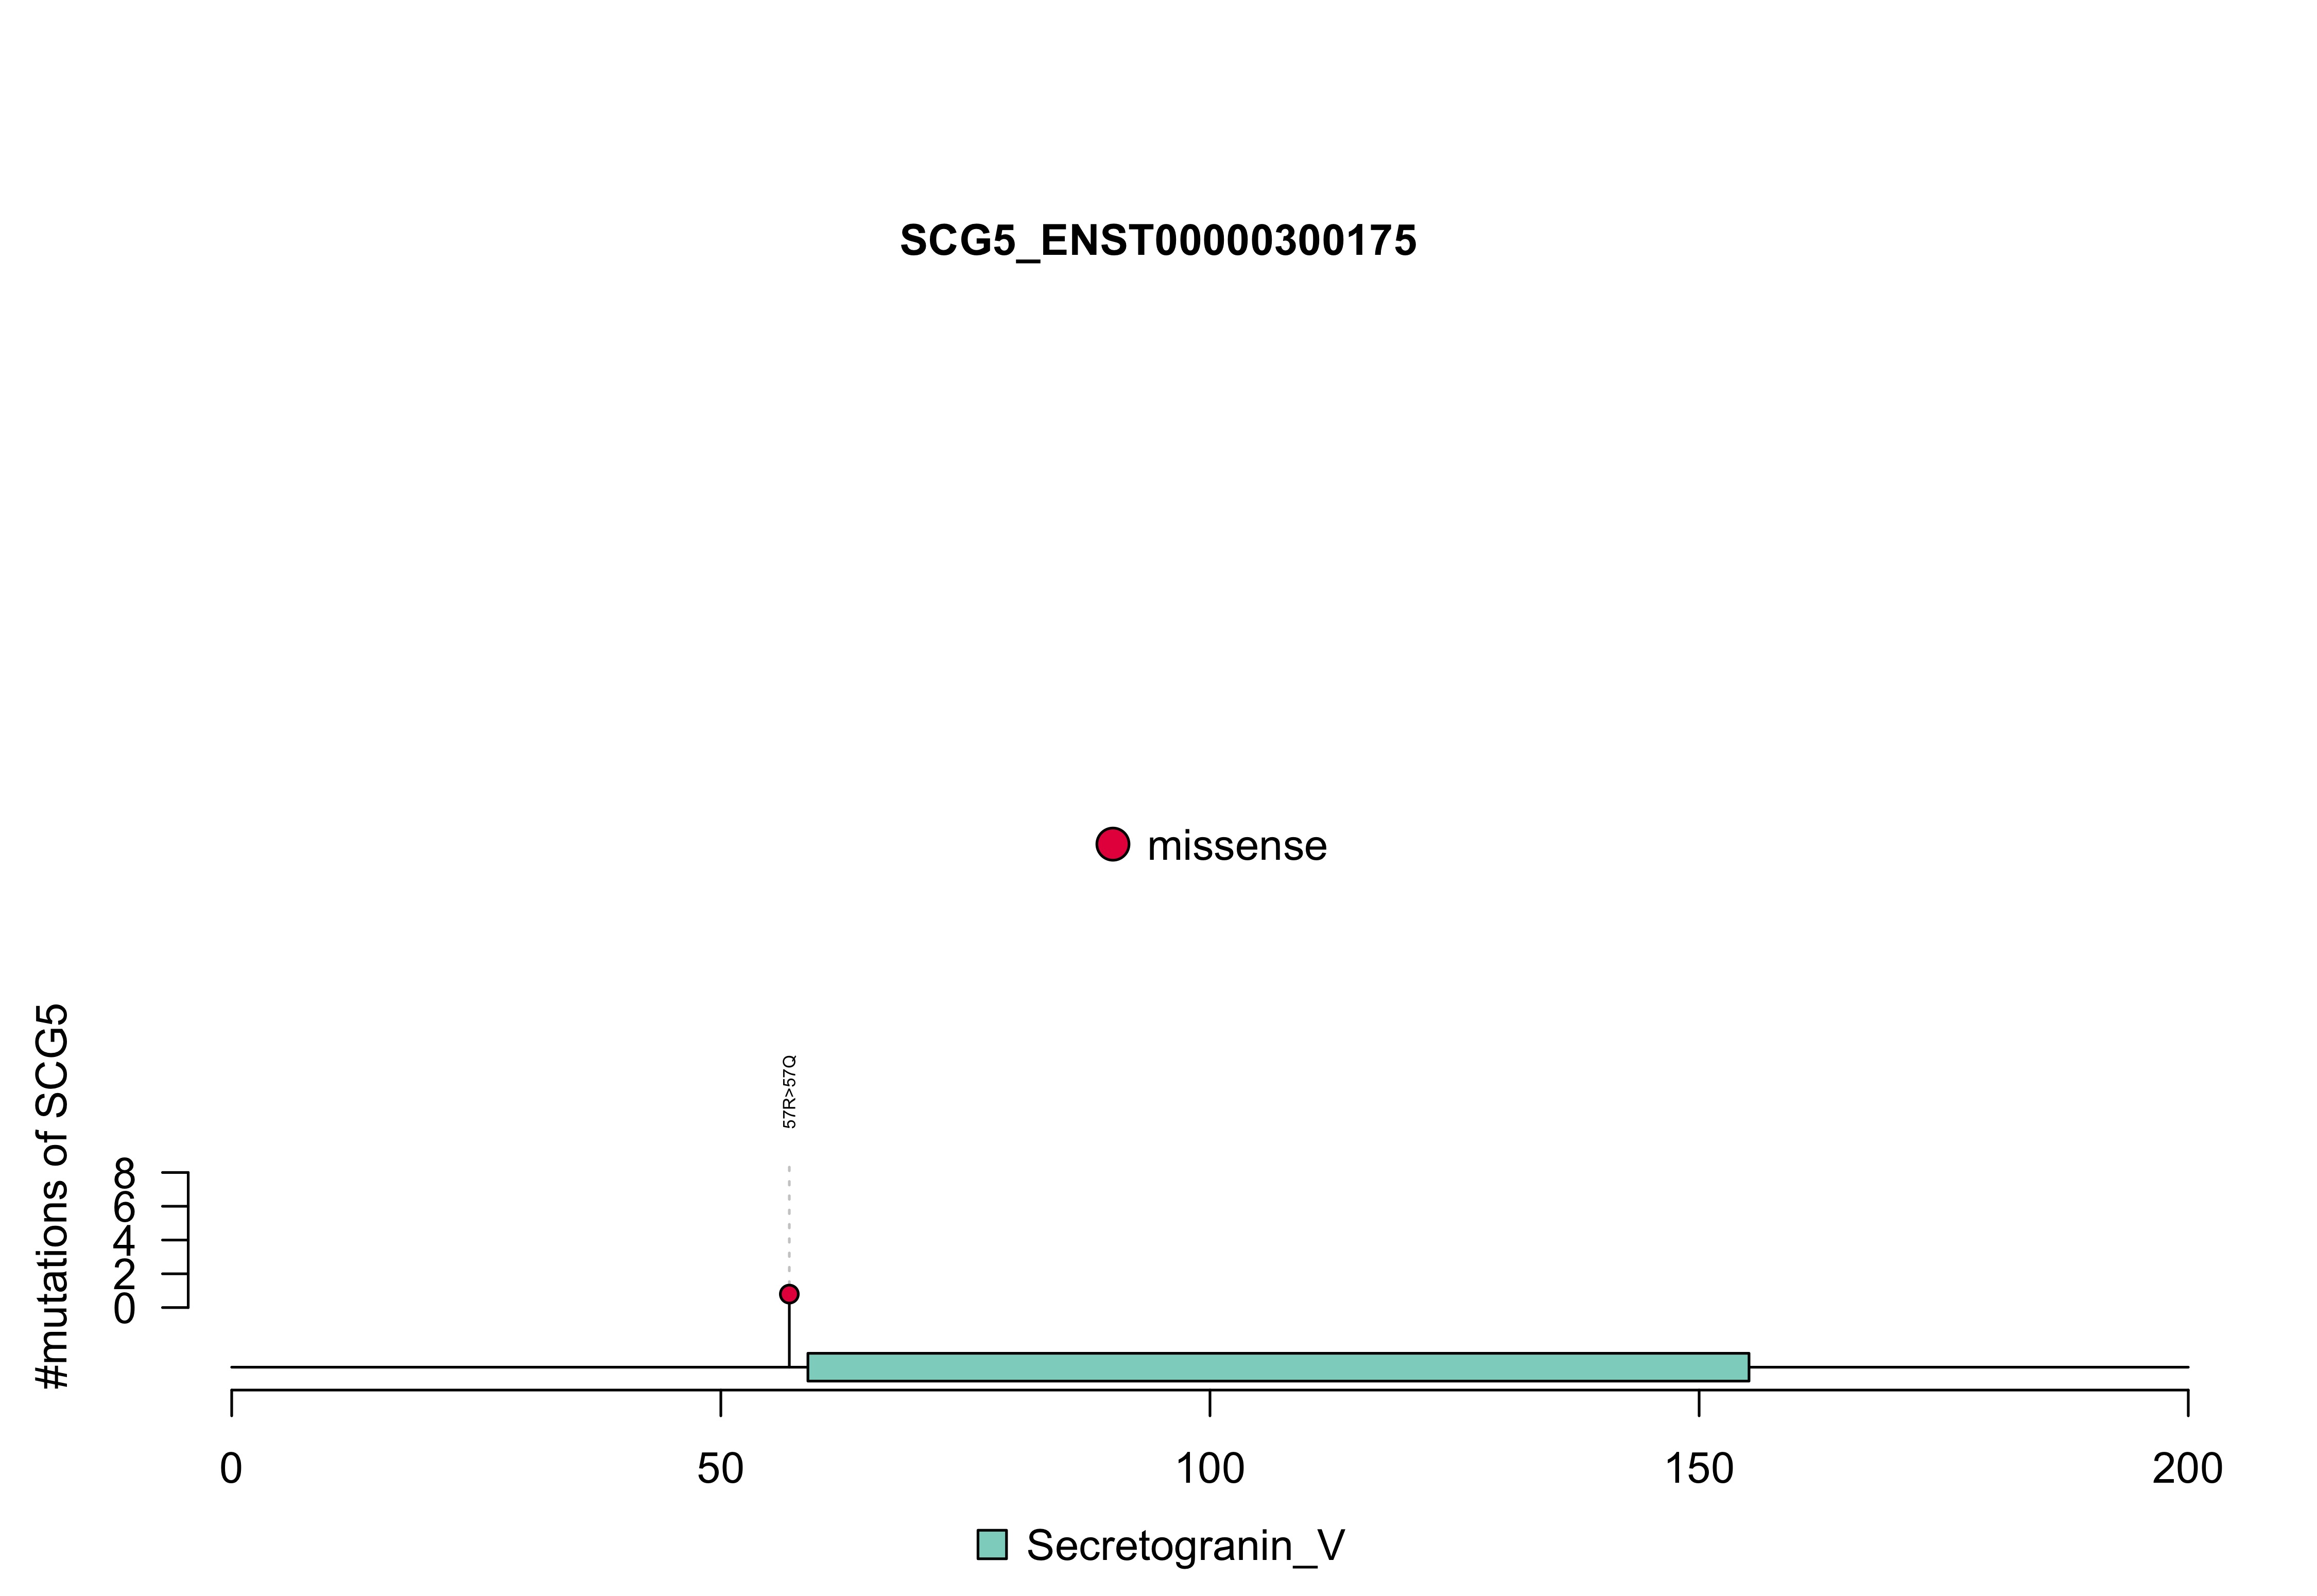 SCG5_ENST00000300175
missense
#mutations of SCG5
57R>57Q
8
6
4
2
0
0 50 100 150 200
Secretogranin_V